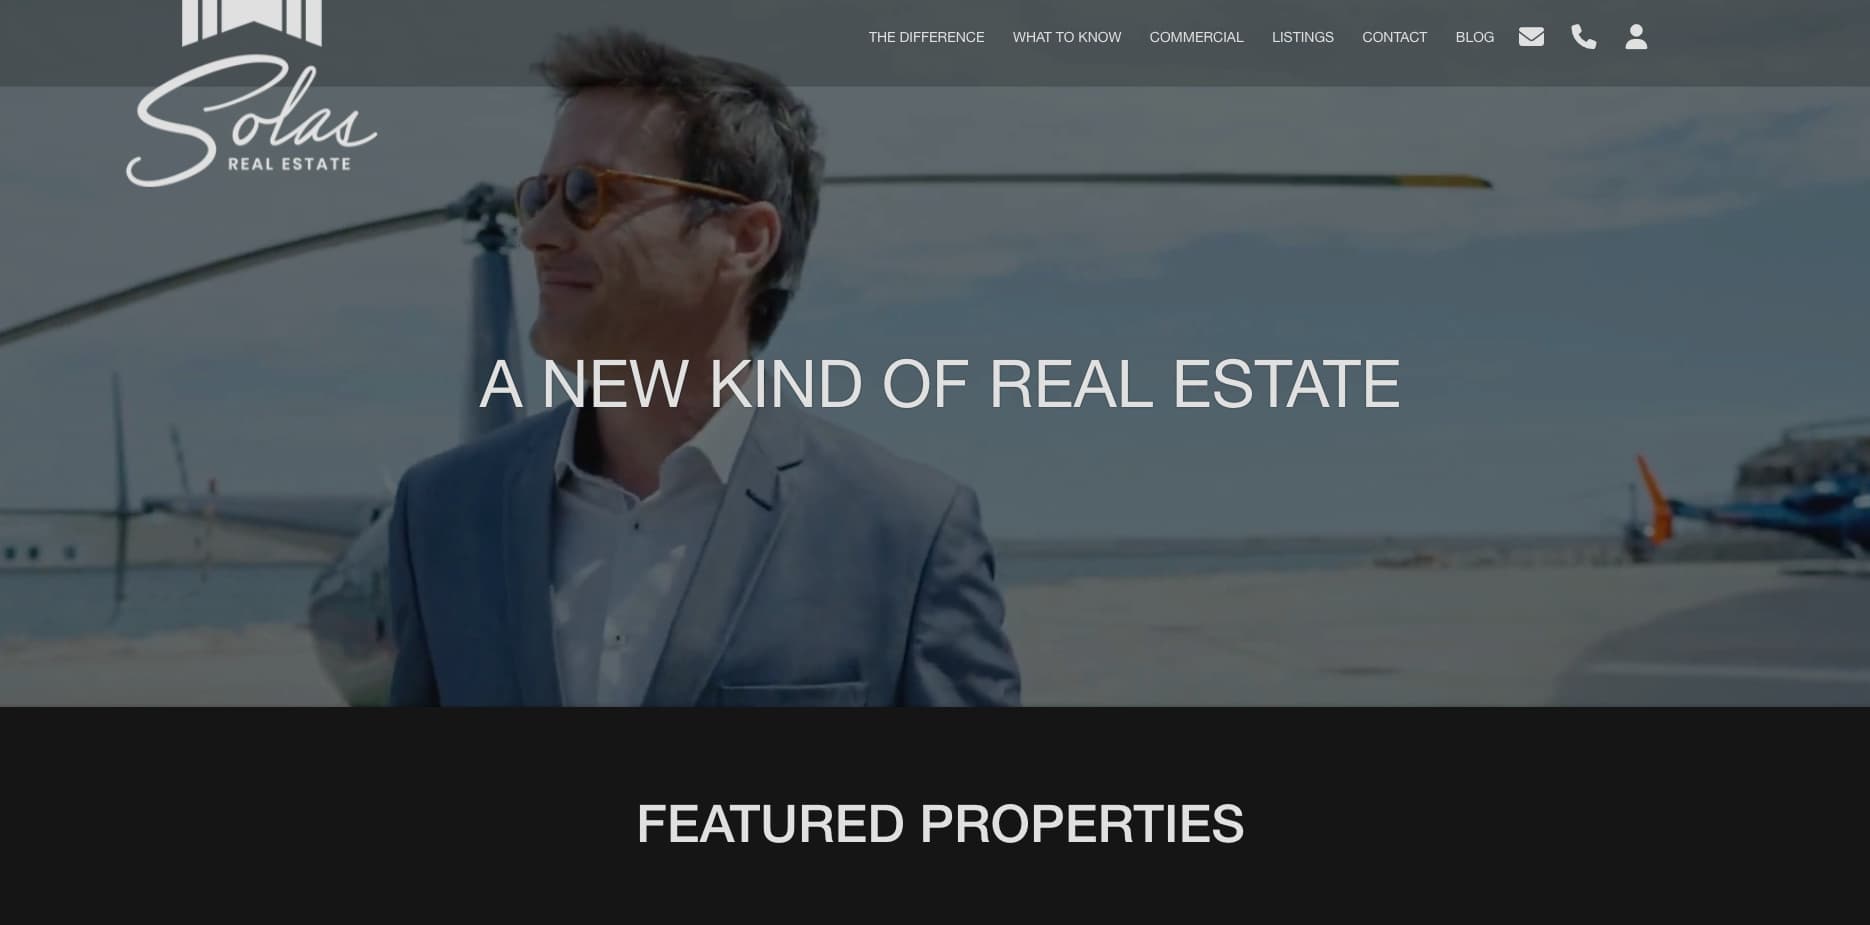 THE DIFFERENCE WHAT TO KNOW COMMERCIAL LISTINGS CONTACT BLOG
Solas
REAL ESTATE
A NEW KIND OF REAL ESTATE
FEATURED PROPERTIES